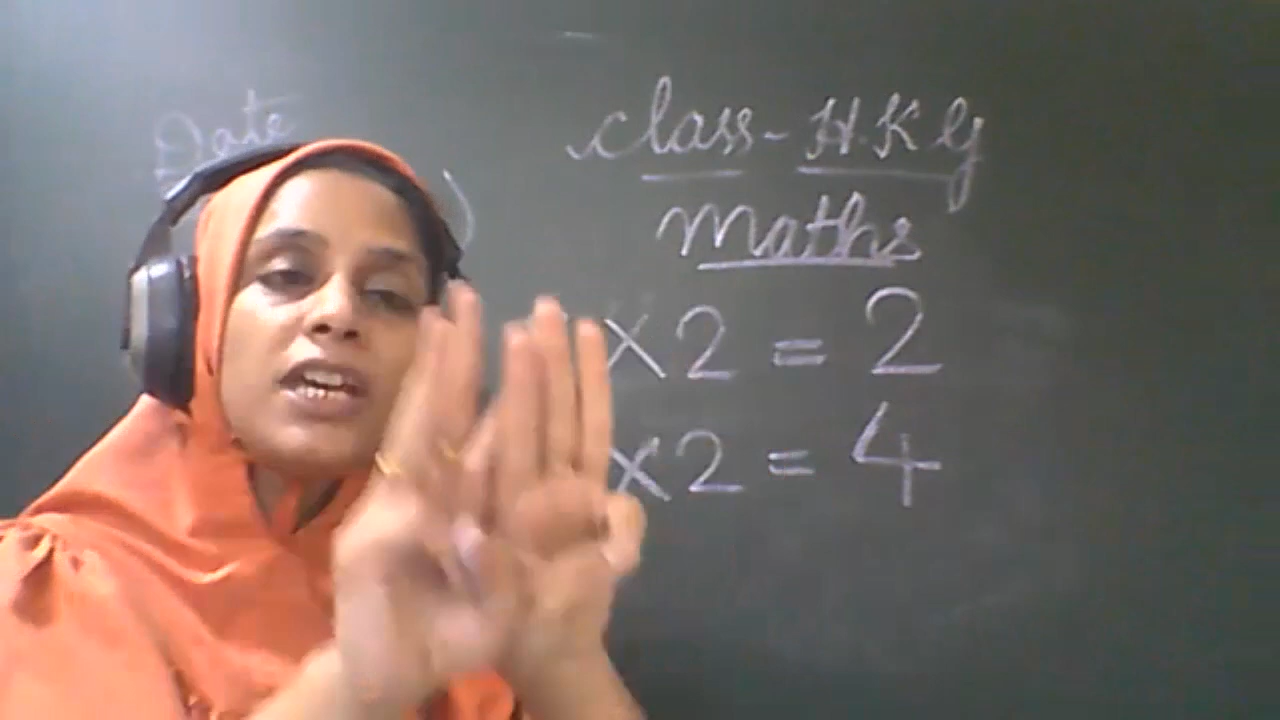 Date
Class - H.K G
Maths
x 2 = 2
x 2 = 4